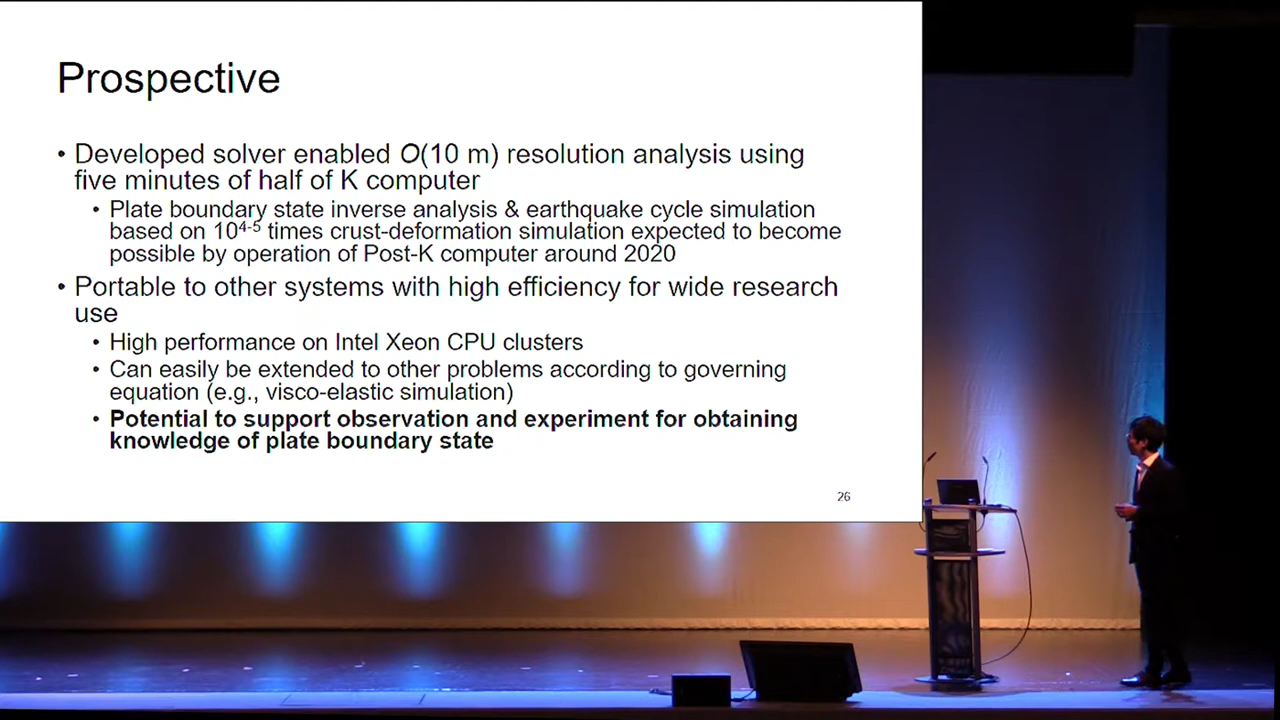 Prospective
• Developed solver enabled O(10 m) resolution analysis using
five minutes of half of K computer
• Plate boundary state inverse analysis & earthquake cycle simulation
based on 10⁴⁻⁵ times crust-deformation simulation expected to become
possible by operation of Post-K computer around 2020
• Portable to other systems with high efficiency for wide research
use
• High performance on Intel Xeon CPU clusters
• Can easily be extended to other problems according to governing
equation (e.g., visco-elastic simulation)
• Potential to support observation and experiment for obtaining
knowledge of plate boundary state
26